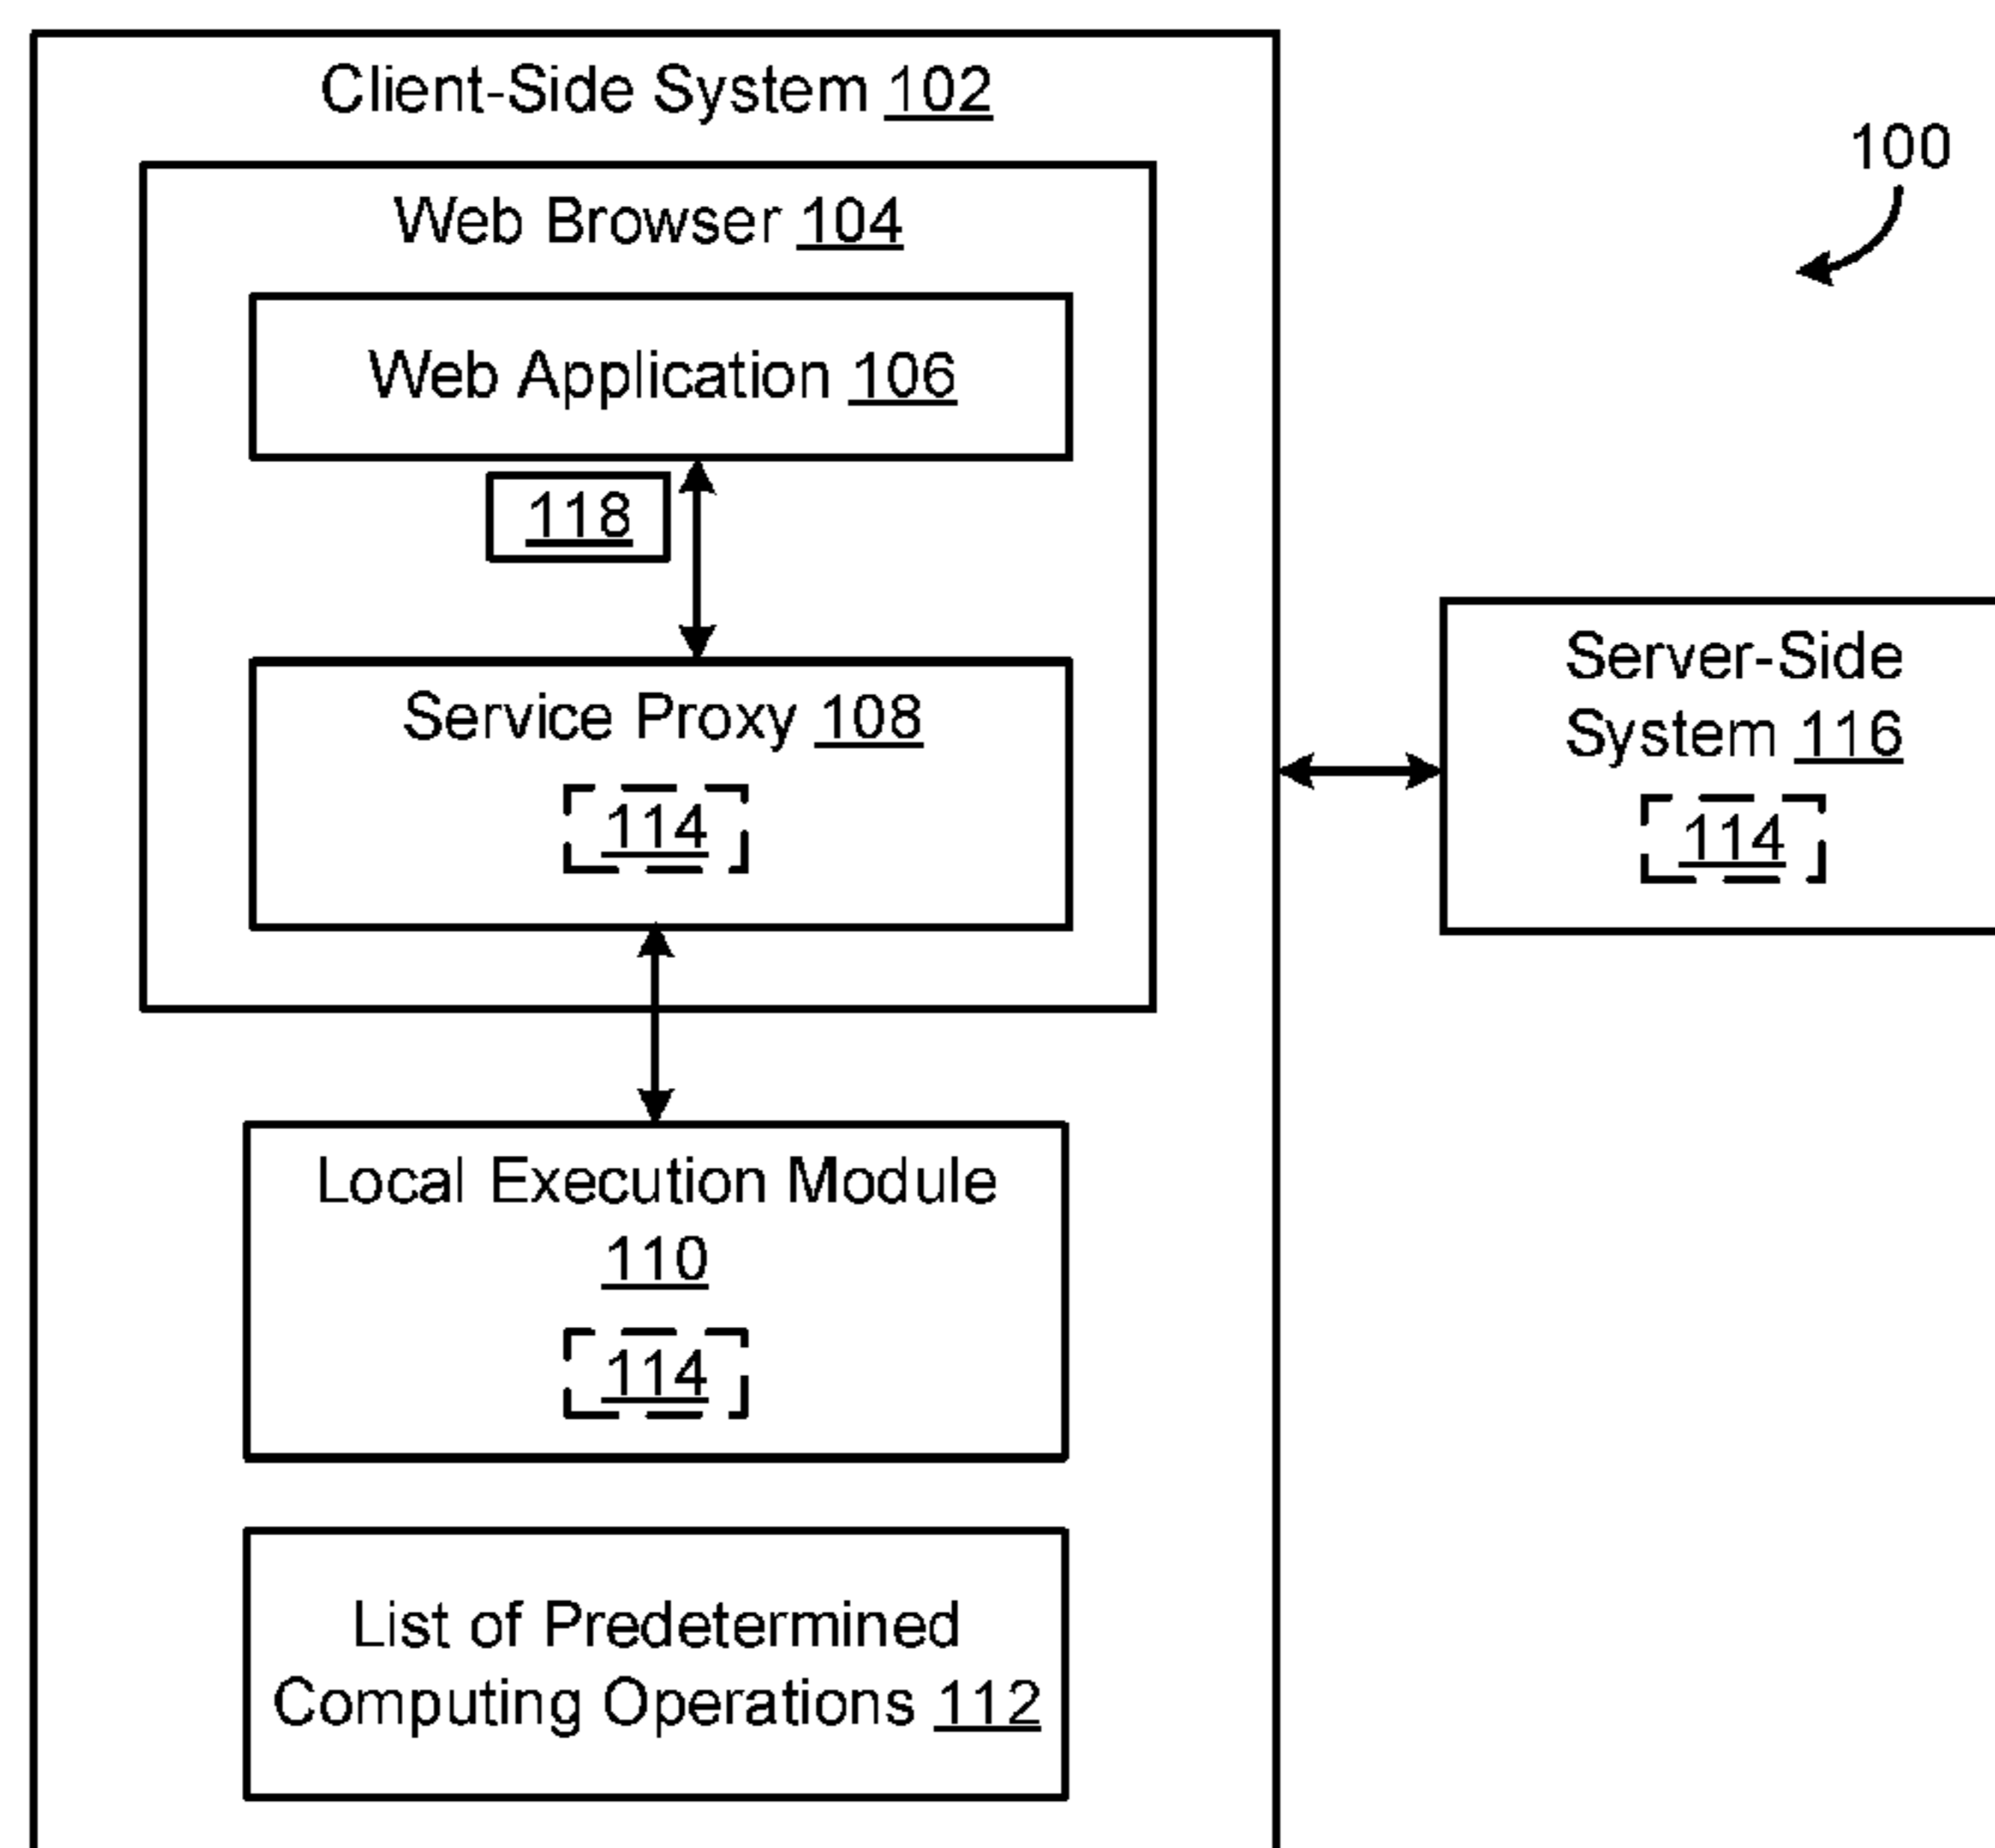 Client-Side System 102
100
Web Browser 104
Web Application 106
118
Service Proxy 108
114
Server-Side
System 116
114
Local Execution Module
110
114
List of Predetermined
Computing Operations 112